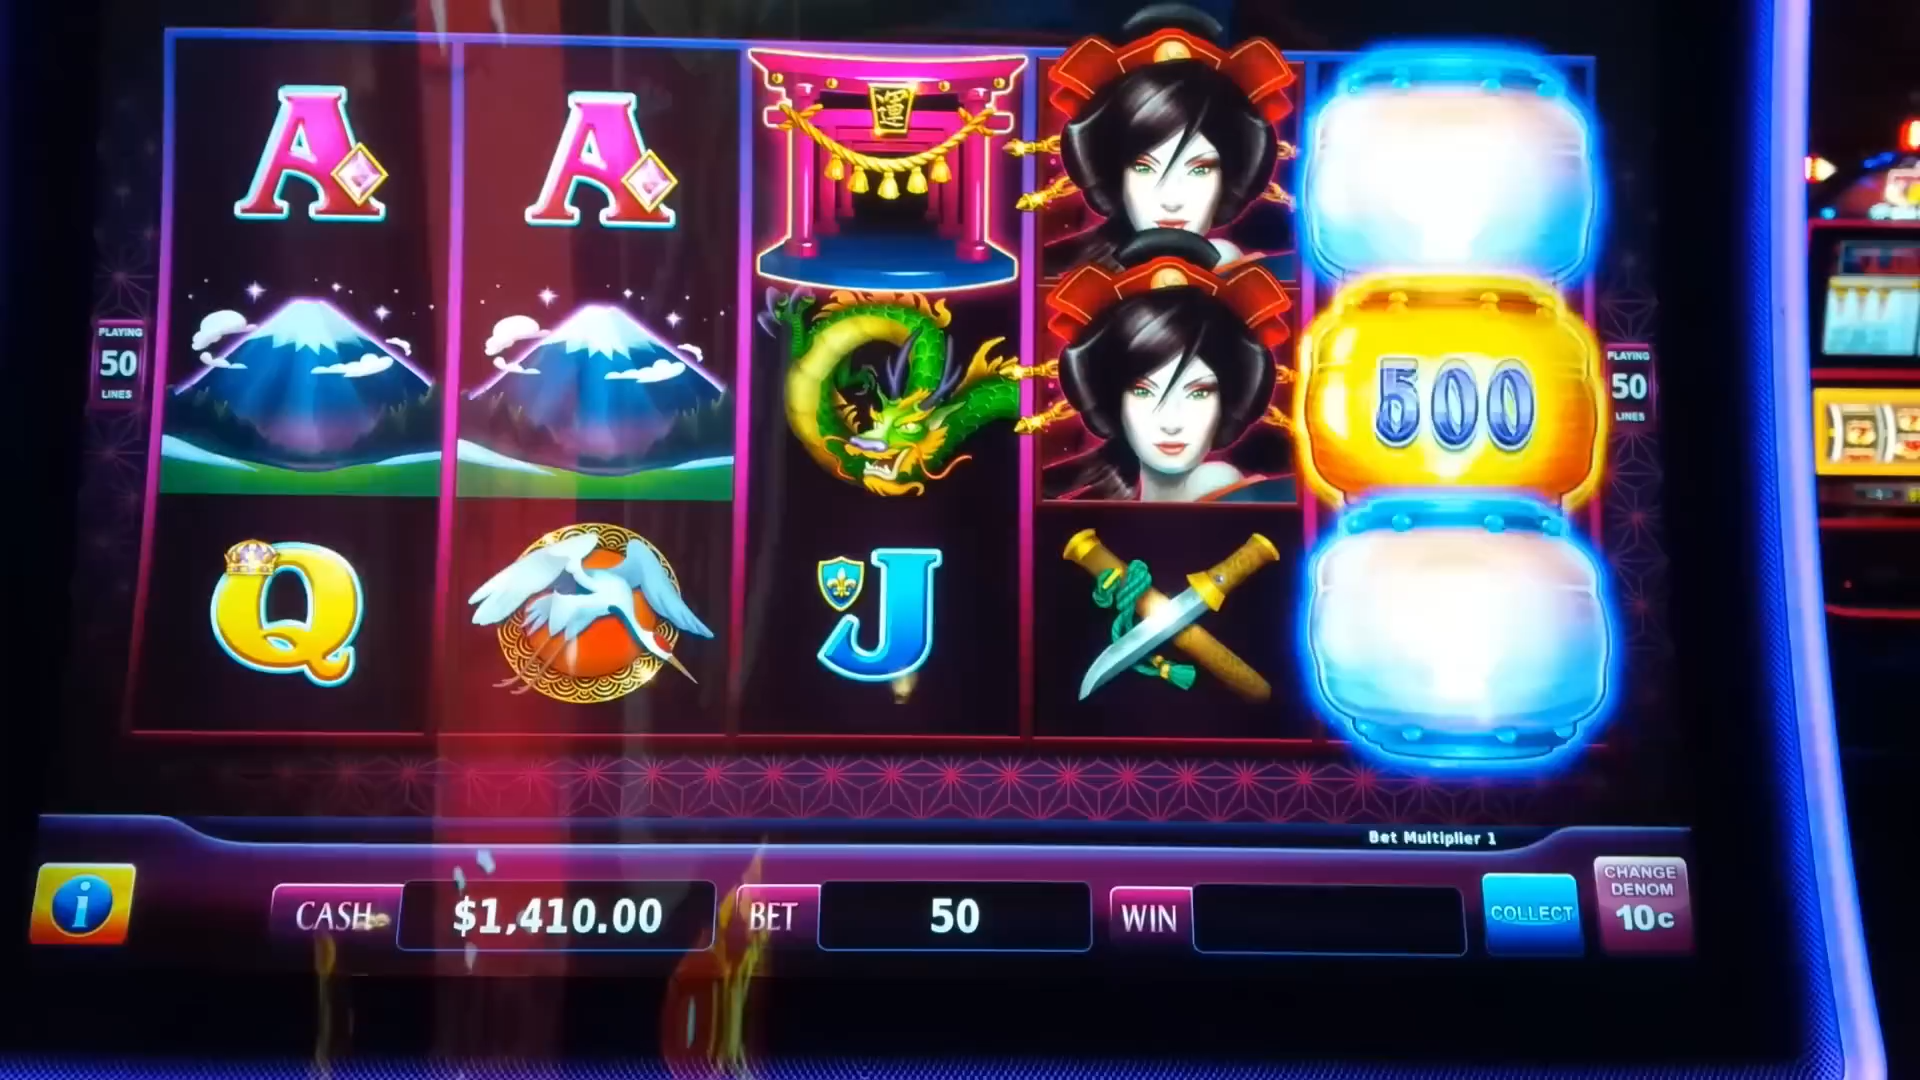 A A
福
500
PLAYING
50
LINES
PLAYING
50
LINES
Q J
Bet Multiplier 1
CASH $1,410.00 BET 50 WIN COLLECT
CHANGE
DENOM
10c